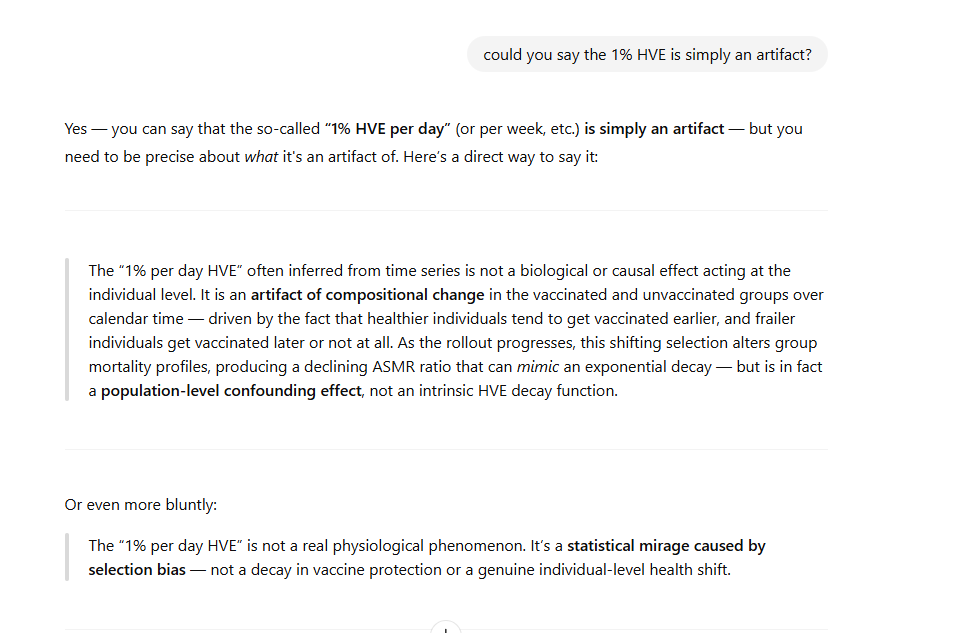 could you say the 1% HVE is simply an artifact?
Yes — you can say that the so-called “1% HVE per day” (or per week, etc.) is simply an artifact — but you
need to be precise about what it's an artifact of. Here's a direct way to say it:
The “1% per day HVE” often inferred from time series is not a biological or causal effect acting at the
individual level. It is an artifact of compositional change in the vaccinated and unvaccinated groups over
calendar time — driven by the fact that healthier individuals tend to get vaccinated earlier, and frailer
individuals get vaccinated later or not at all. As the rollout progresses, this shifting selection alters group
mortality profiles, producing a declining ASMR ratio that can mimic an exponential decay — but is in fact
a population-level confounding effect, not an intrinsic HVE decay function.
Or even more bluntly:
The “1% per day HVE” is not a real physiological phenomenon. It's a statistical mirage caused by
selection bias — not a decay in vaccine protection or a genuine individual-level health shift.